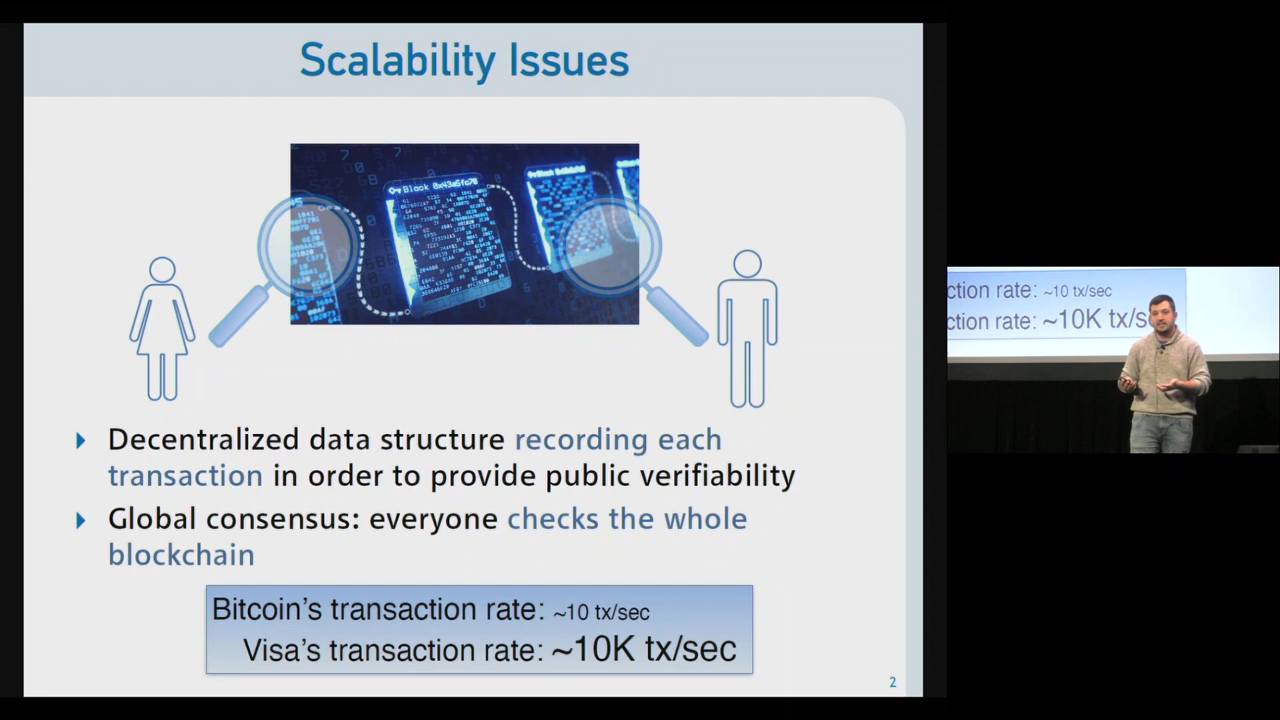 Scalability Issues
Block 0x43a5fc78
Decentralized data structure recording each
transaction in order to provide public verifiability
Global consensus: everyone checks the whole
blockchain
Bitcoin's transaction rate: ~10 tx/sec
Visa's transaction rate: ~10K tx/sec
2
ction rate: ~10 tx/sec
ction rate: ~10K tx/s